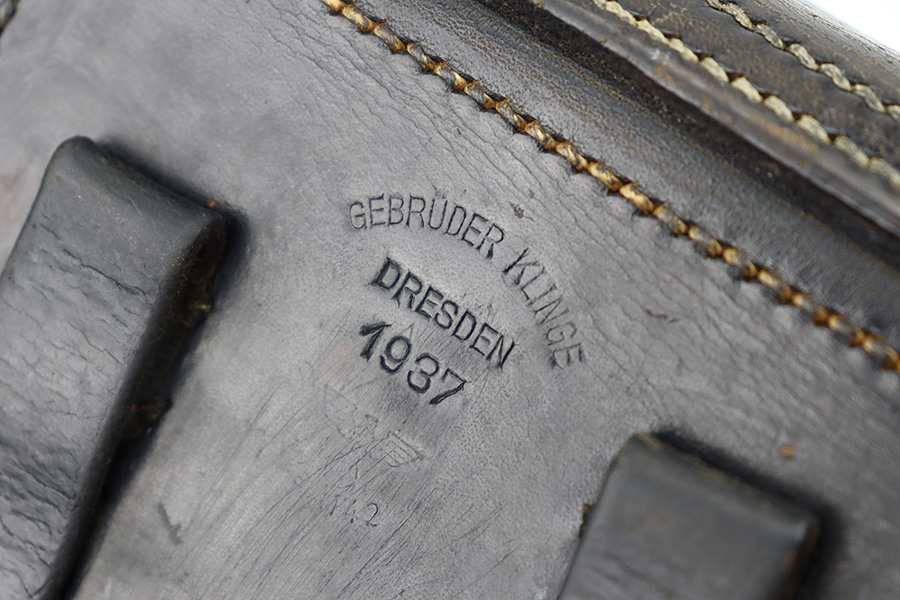 GEBRÜDER KLINGE
DRESDEN
1937